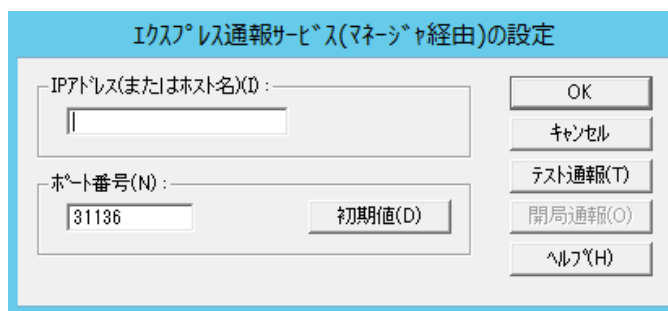 ｴｸｽﾌﾟﾚｽ通報ｻｰﾋﾞｽ(ﾏﾈｰｼﾞｬ経由)の設定
IPｱﾄﾞﾚｽ(またはﾎｽﾄ名)(I) :
OK
ｷｬﾝｾﾙ
ﾃｽﾄ通報(T)
ﾎﾟｰﾄ番号(N) :
31136
初期値(D)
開局通報(O)
ﾍﾙﾌﾟ(H)